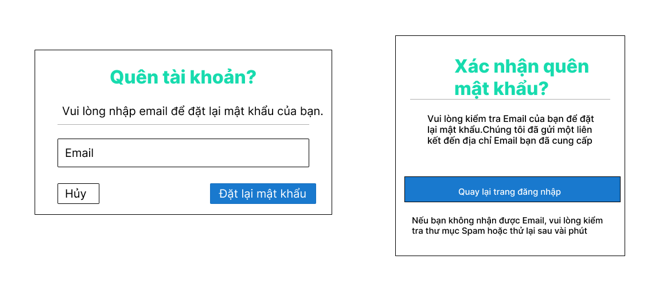 Quên tài khoản?
Vui lòng nhập email để đặt lại mật khẩu của bạn.
Email
Hủy
Đặt lại mật khẩu
Xác nhận quên
mật khẩu?
Vui lòng kiểm tra Email của bạn để đặt
lại mật khẩu.Chúng tôi đã gửi một liên
kết đến địa chỉ Email bạn đã cung cấp
Quay lại trang đăng nhập
Nếu bạn không nhận được Email, vui lòng kiểm
tra thư mục Spam hoặc thử lại sau vài phút